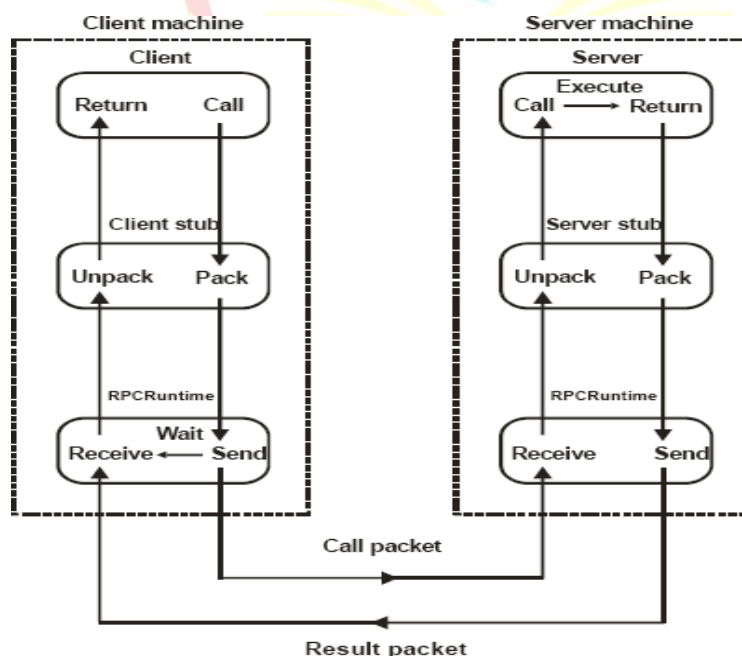 Client machine
Server machine
Client
Server
Return Call
Execute
Call Return
Client stub
Server stub
Unpack Pack
Unpack Pack
RPCRuntime
RPCRuntime
Wait
Receive Send
Receive Send
Call packet
Result packet